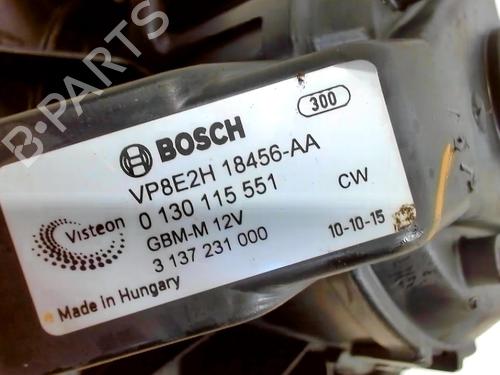 B-PARTS
300
BOSCH
VP8E2H 18456-AA
0 130 115 551 CW
Visteon
GBM-M 12V 10-10-15
3 137 231 000
Made in Hungary